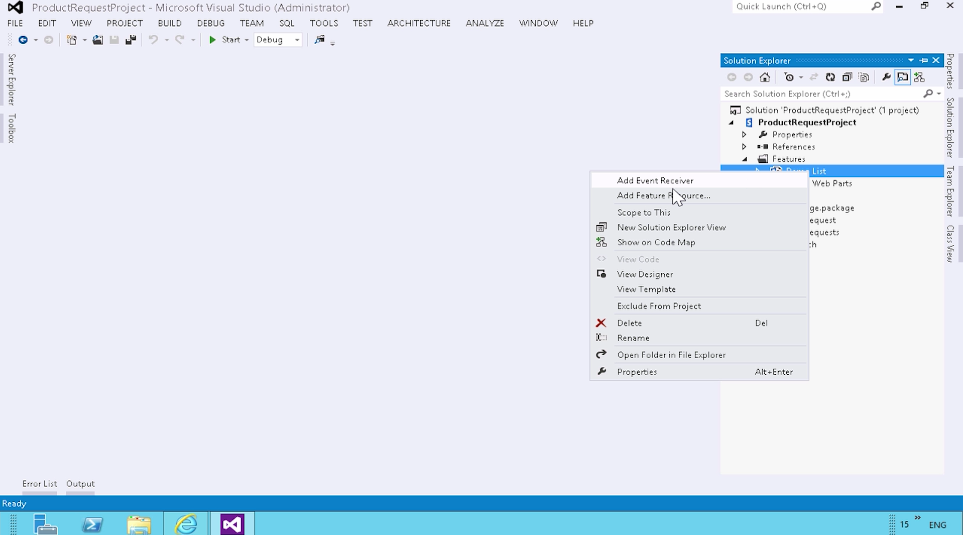 ProductRequestProject - Microsoft Visual Studio (Administrator)
Quick Launch (Ctrl+Q)
FILE EDIT VIEW PROJECT BUILD DEBUG TEAM SQL TOOLS TEST ARCHITECTURE ANALYZE WINDOW HELP
Start Debug
Server Explorer
Toolbox
Solution Explorer
Search Solution Explorer (Ctrl+;)
Solution 'ProductRequestProject' (1 project)
ProductRequestProject
Properties
References
Features
List
Web Parts
ge.package
equest
equests
ch
Add Event Receiver
Add Feature Resource...
Scope to This
New Solution Explorer View
Show on Code Map
View Code
View Designer
View Template
Exclude From Project
Delete Del
Rename
Open Folder in File Explorer
Properties Alt+Enter
Properties
Solution Explorer
Team Explorer
Class View
Error List Output
Ready
15 ENG